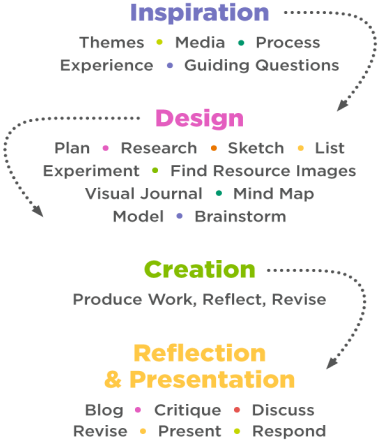 Inspiration
Themes • Media • Process
Experience • Guiding Questions
Design
Plan • Research • Sketch • List
Experiment • Find Resource Images
Visual Journal • Mind Map
Model • Brainstorm
Creation
Produce Work, Reflect, Revise
Reflection
& Presentation
Blog • Critique • Discuss
Revise • Present • Respond